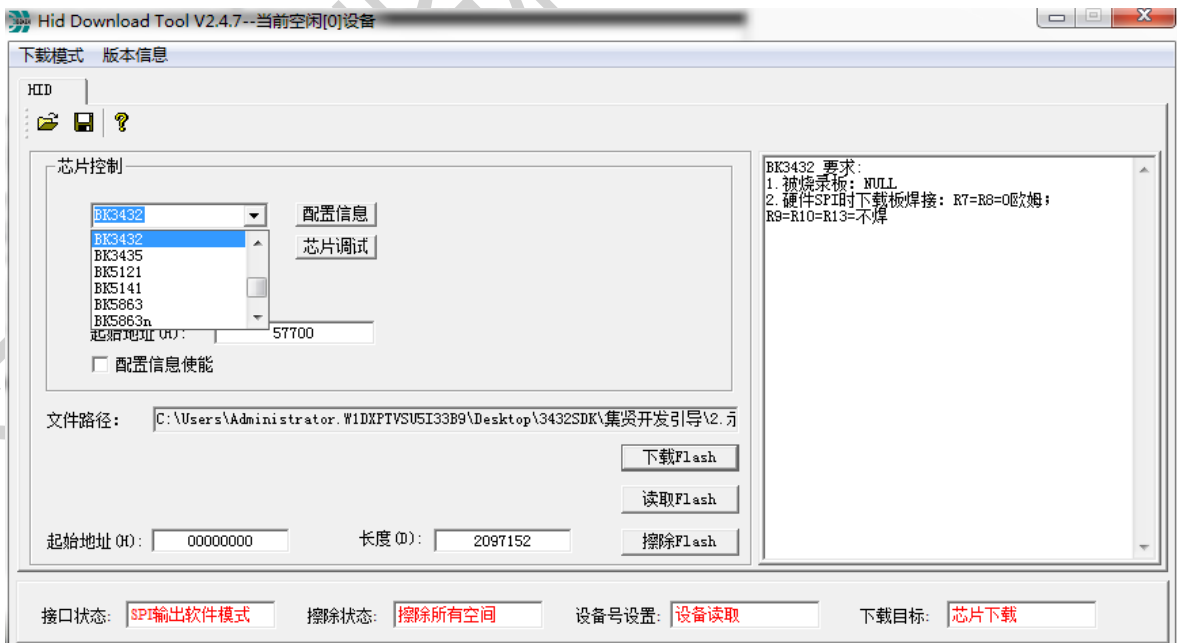 Hid Download Tool V2.4.7--当前空闲[0]设备
下载模式 版本信息
HID
芯片控制
BK3432
配置信息
BK3432
BK3435
BK5121
BK5141
BK5863
BK5863n
芯片调试
起始地址(H): 57700
配置信息使能
文件路径: C:\Users\Administrator.W1DXPTVSU5I33B9\Desktop\3432SDK\集贤开发引导\2.
下载Flash
读取Flash
起始地址(H): 00000000 长度(D): 2097152 擦除Flash
BK3432 要求:
1.被烧录板: NULL
2.硬件SPI时下载板焊接: R7=R8=0欧姆;
R9=R10=R13=不焊
接口状态: SPI输出软件模式 擦除状态: 擦除所有空间 设备号设置: 设备读取 下载目标: 芯片下载